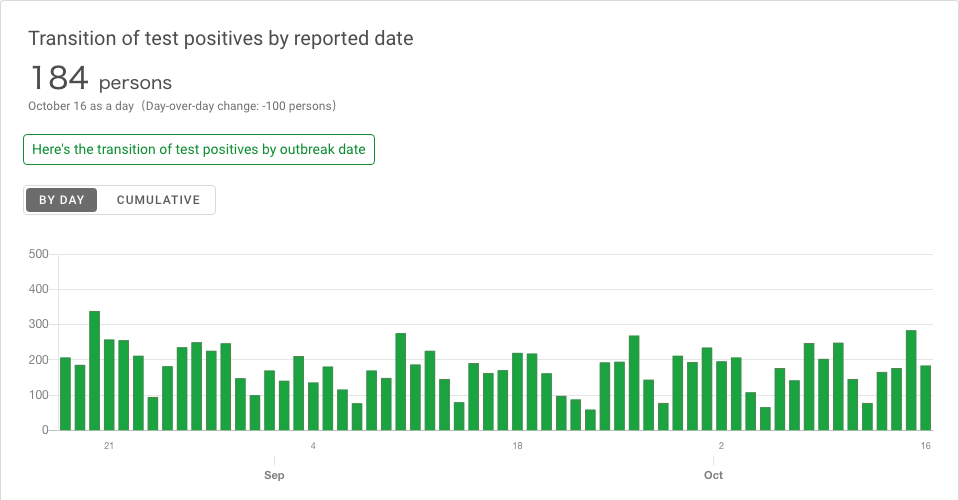 Transition of test positives by reported date
184 persons
October 16 as a day (Day-over-day change: -100 persons)
Here's the transition of test positives by outbreak date
BY DAY CUMULATIVE
500
400
300
200
100
0
21 4 18 2 16
Sep Oct